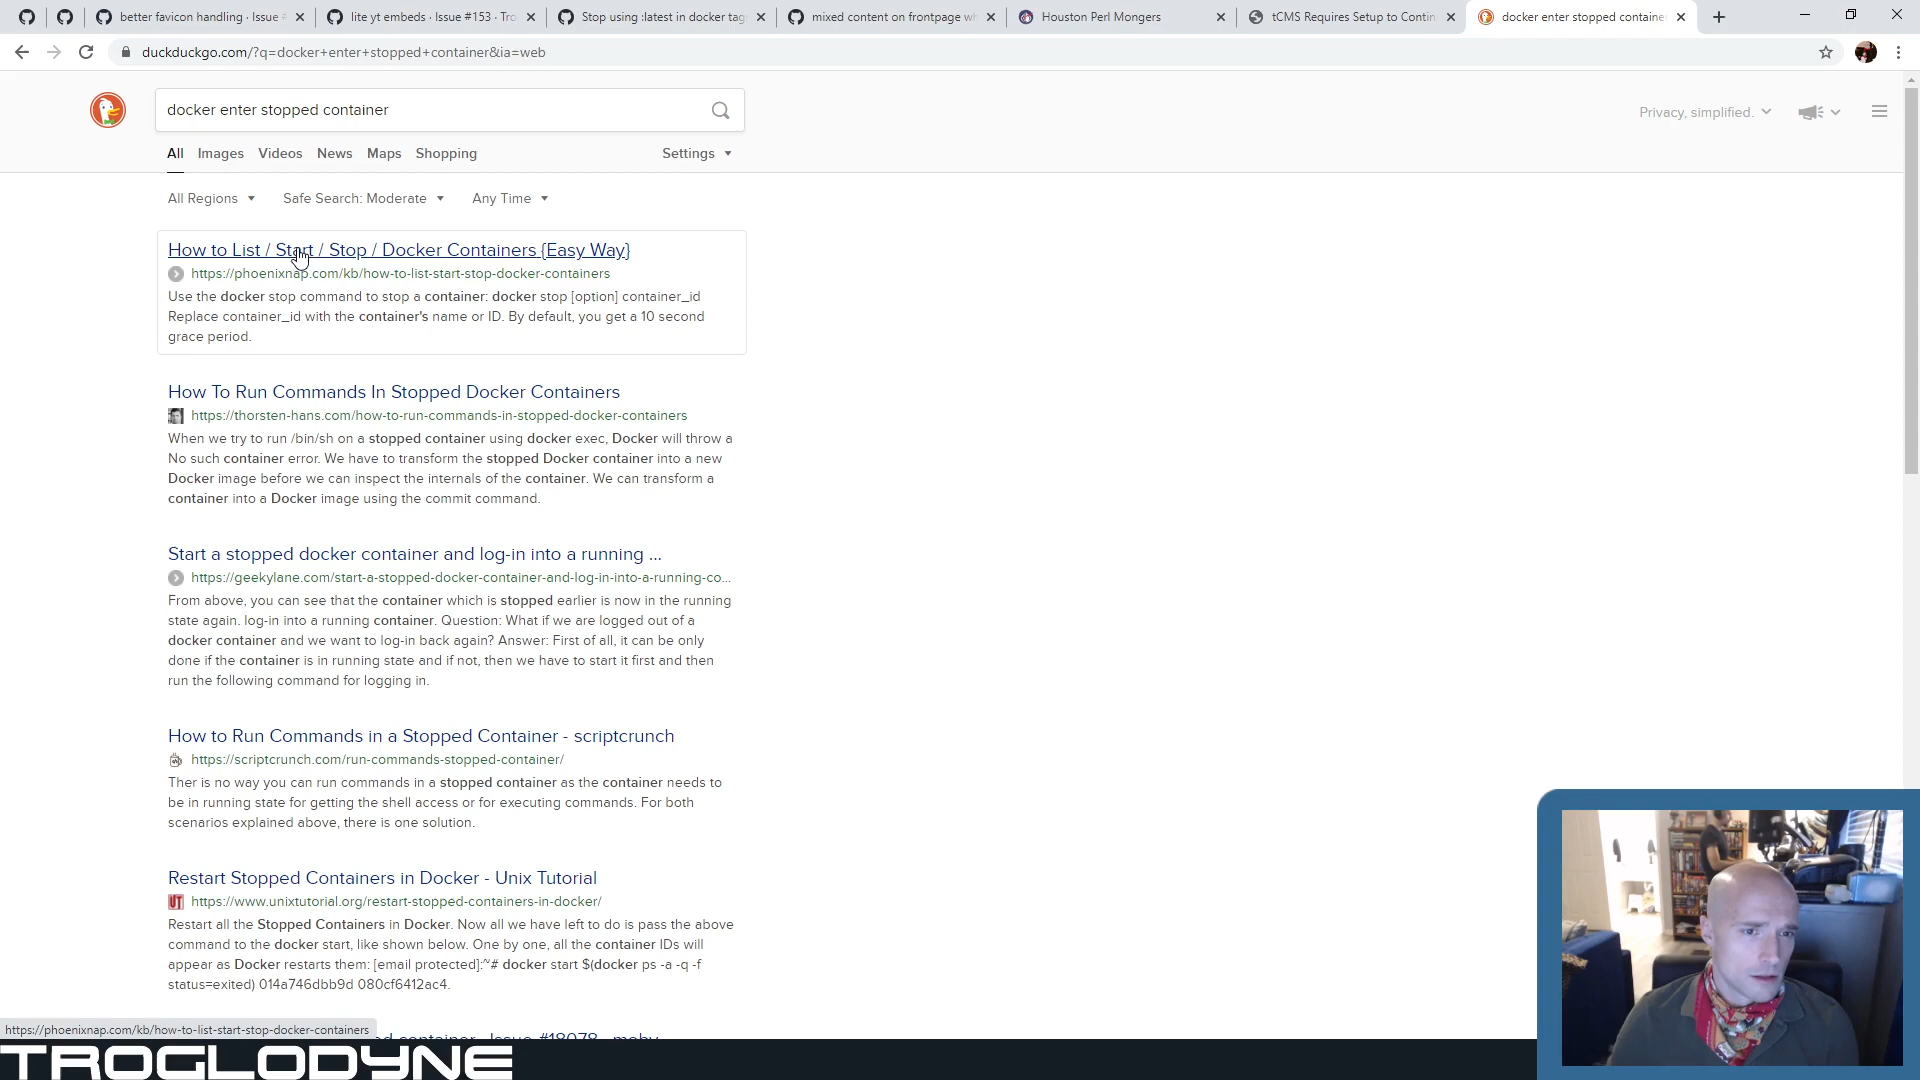 better favicon handling · Issue #
lite yt embeds · Issue #153 · Tro
Stop using :latest in docker tag
mixed content on frontpage wh
Houston Perl Mongers
tCMS Requires Setup to Contin
docker enter stopped containe
duckduckgo.com/?q=docker+enter+stopped+container&ia=web
docker enter stopped container
Privacy, simplified.
All Images Videos News Maps Shopping Settings
All Regions Safe Search: Moderate Any Time
How to List / Start / Stop / Docker Containers {Easy Way}
https://phoenixnap.com/kb/how-to-list-start-stop-docker-containers
Use the docker stop command to stop a container: docker stop [option] container_id
Replace container_id with the container's name or ID. By default, you get a 10 second
grace period.
How To Run Commands In Stopped Docker Containers
https://thorsten-hans.com/how-to-run-commands-in-stopped-docker-containers
When we try to run /bin/sh on a stopped container using docker exec, Docker will throw a
No such container error. We have to transform the stopped Docker container into a new
Docker image before we can inspect the internals of the container. We can transform a
container into a Docker image using the commit command.
Start a stopped docker container and log-in into a running ...
https://geekylane.com/start-a-stopped-docker-container-and-log-in-into-a-running-co...
From above, you can see that the container which is stopped earlier is now in the running
state again. log-in into a running container. Question: What if we are logged out of a
docker container and we want to log-in back again? Answer: First of all, it can be only
done if the container is in running state and if not, then we have to start it first and then
run the following command for logging in.
How to Run Commands in a Stopped Container - scriptcrunch
https://scriptcrunch.com/run-commands-stopped-container/
Ther is no way you can run commands in a stopped container as the container needs to
be in running state for getting the shell access or for executing commands. For both
scenarios explained above, there is one solution.
Restart Stopped Containers in Docker - Unix Tutorial
UT https://www.unixtutorial.org/restart-stopped-containers-in-docker/
Restart all the Stopped Containers in Docker. Now all we have left to do is pass the above
command to the docker start, like shown below. One by one, all the container IDs will
appear as Docker restarts them: [email protected]:~# docker start $(docker ps -a -q -f
status=exited) 014a746dbb9d 080cf6412ac4.
https://phoenixnap.com/kb/how-to-list-start-stop-docker-containers
d container · Issue #18078 · moby
TROGLODYNE